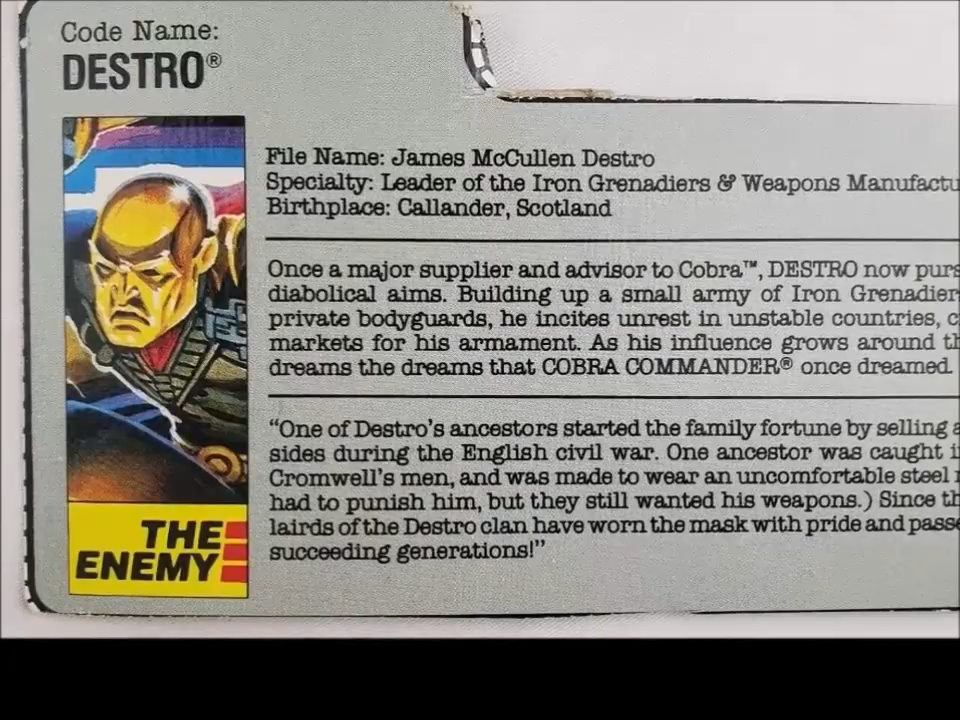 Code Name:
DESTRO®
File Name: James McCullen Destro
Specialty: Leader of the Iron Grenadiers & Weapons
Birthplace: Callander, Scotland
Once a major supplier and advisor to Cobra™, DESTRO now
diabolical aims. Building up a small army of Iron
private bodyguards, he incites unrest in unstable countries,
markets for his armament. As his influence grows around
dreams the dreams that COBRA COMMANDER® once dreamed.
"One of Destro's ancestors started the family fortune by selling
sides during the English civil war. One ancestor was caught
Cromwell's men, and was made to wear an uncomfortable steel
had to punish him, but they still wanted his weapons.) Since
lairds of the Destro clan have worn the mask with pride and
succeeding generations!"
THE
ENEMY